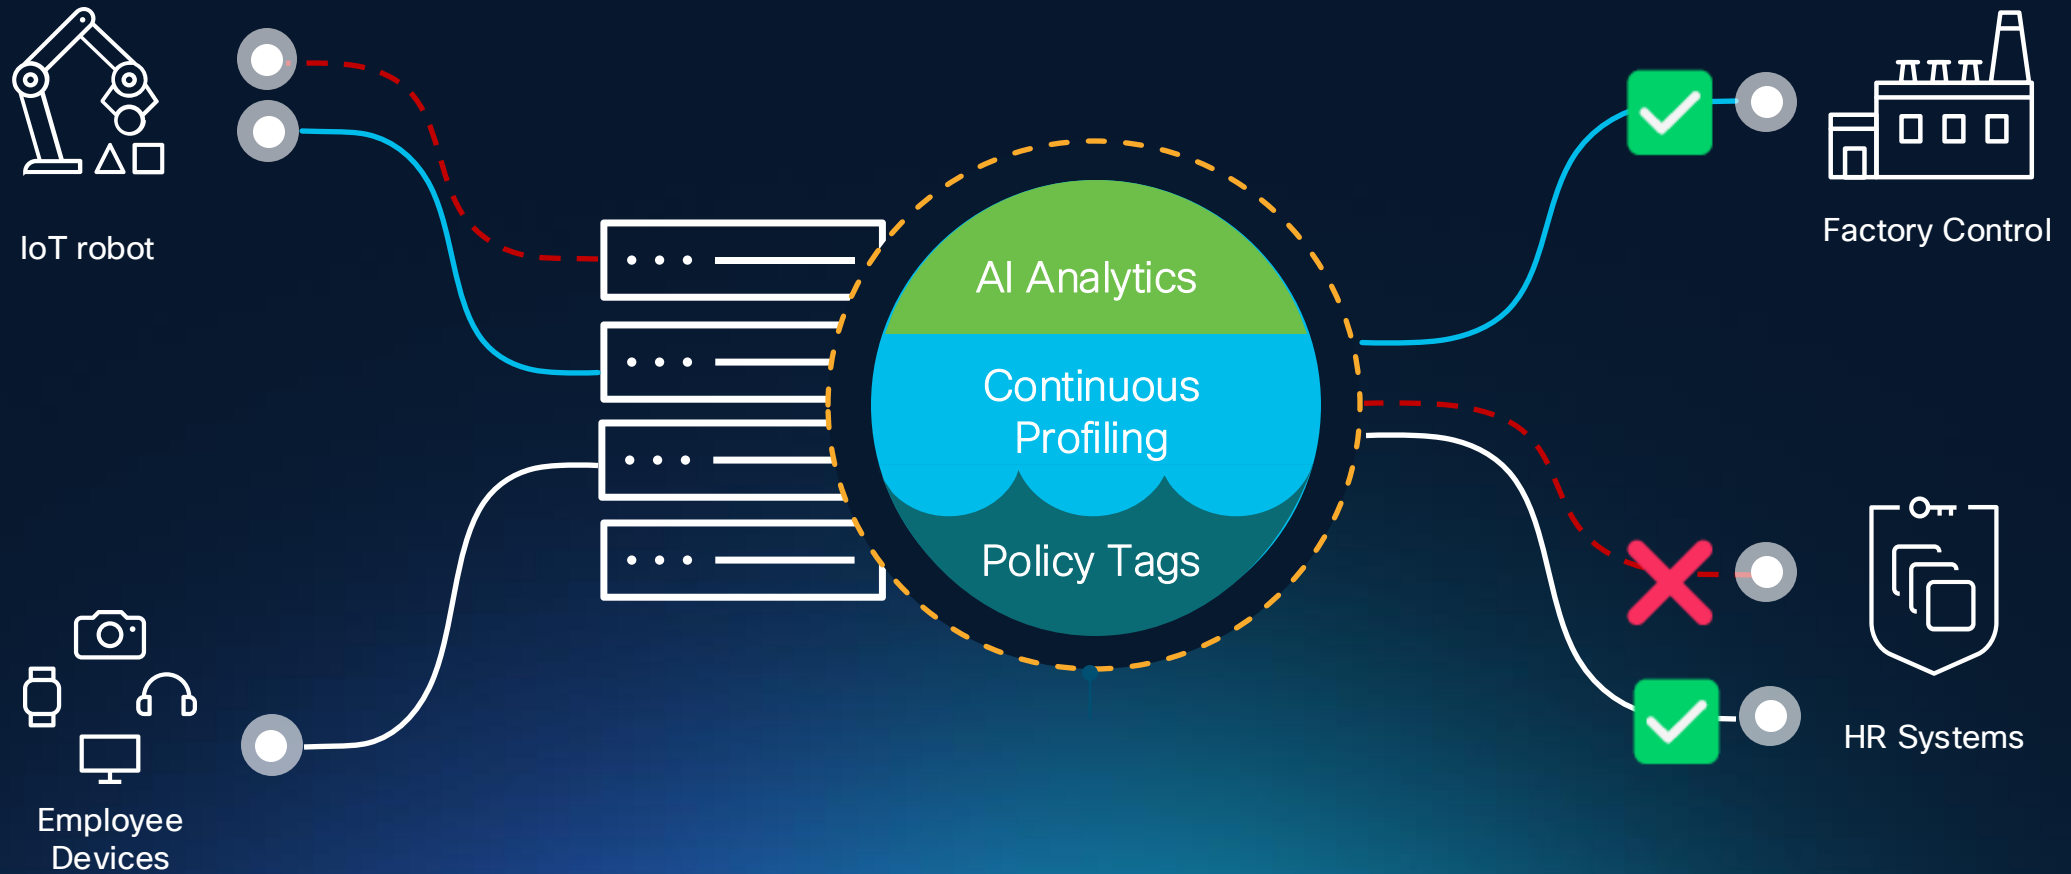 IoT robot
Factory Control
AI Analytics
Continuous
Profiling
Policy Tags
HR Systems
Employee
Devices